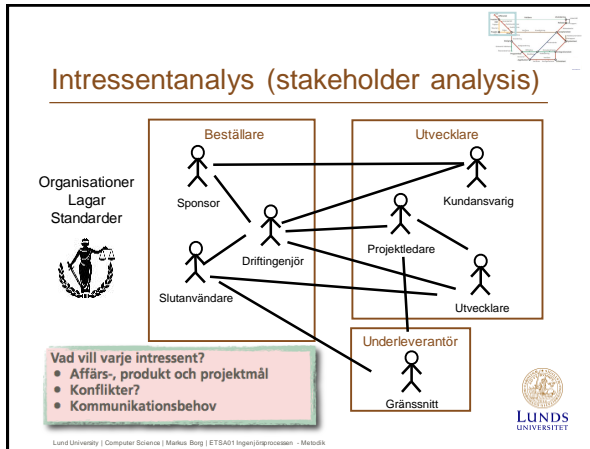 Intressentanalys (stakeholder analysis)
Beställare
Utvecklare
Organisationer
Lagar
Standarder
Sponsor
Kundansvarig
Driftingenjör
Projektledare
Slutanvändare
Utvecklare
Underleverantör
Gränssnitt
Vad vill varje intressent?
• Affärs-, produkt och projektmål
• Konflikter?
• Kommunikationsbehov
LUNDS
UNIVERSITET
Lund University | Computer Science | Markus Borg | ETSA01 Ingenjörsprocessen - Metodik